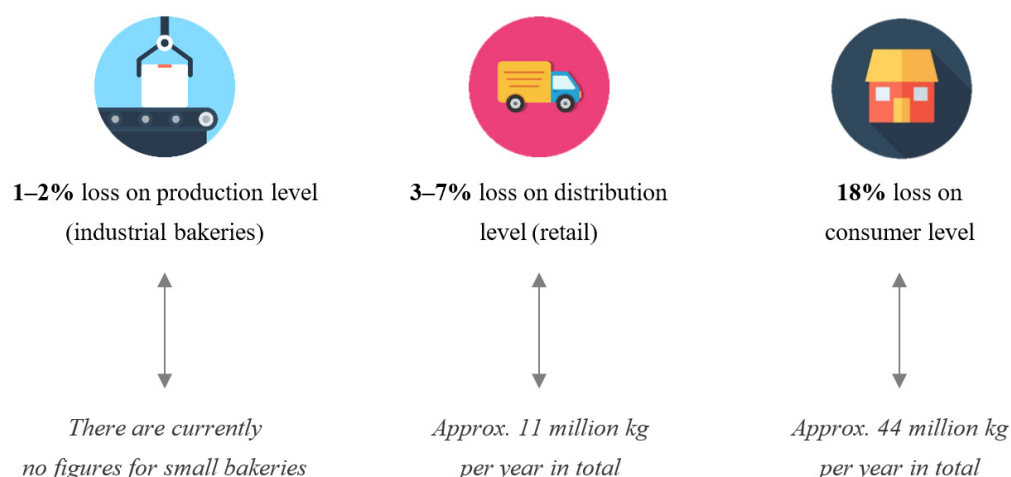 1–2% loss on production level
(industrial bakeries)
3–7% loss on distribution
level (retail)
18% loss on
consumer level
There are currently
no figures for small bakeries
Approx. 11 million kg
per year in total
Approx. 44 million kg
per year in total